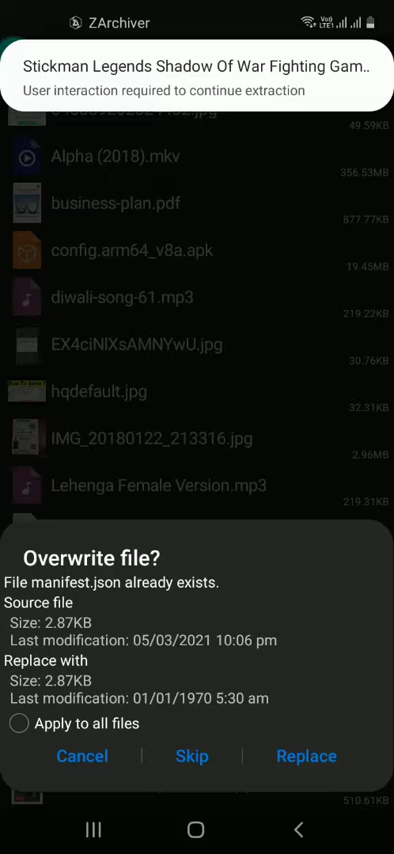 ZArchiver
Vo))
LTE1
Stickman Legends Shadow Of War Fighting Gam..
User interaction required to continue extraction
49.59KB
Alpha (2018).mkv
356.53MB
business-plan.pdf
877.77KB
config.arm64_v8a.apk
19.45MB
diwali-song-61.mp3
219.22KB
EX4ciNlXsAMNYwU.jpg
30.76KB
hqdefault.jpg
32.31KB
IMG_20180122_213316.jpg
2.96MB
Lehenga Female Version.mp3
219.31KB
Overwrite file?
File manifest.json already exists.
Source file
Size: 2.87KB
Last modification: 05/03/2021 10:06 pm
Replace with
Size: 2.87KB
Last modification: 01/01/1970 5:30 am
Apply to all files
Cancel
Skip
Replace
510.61KB